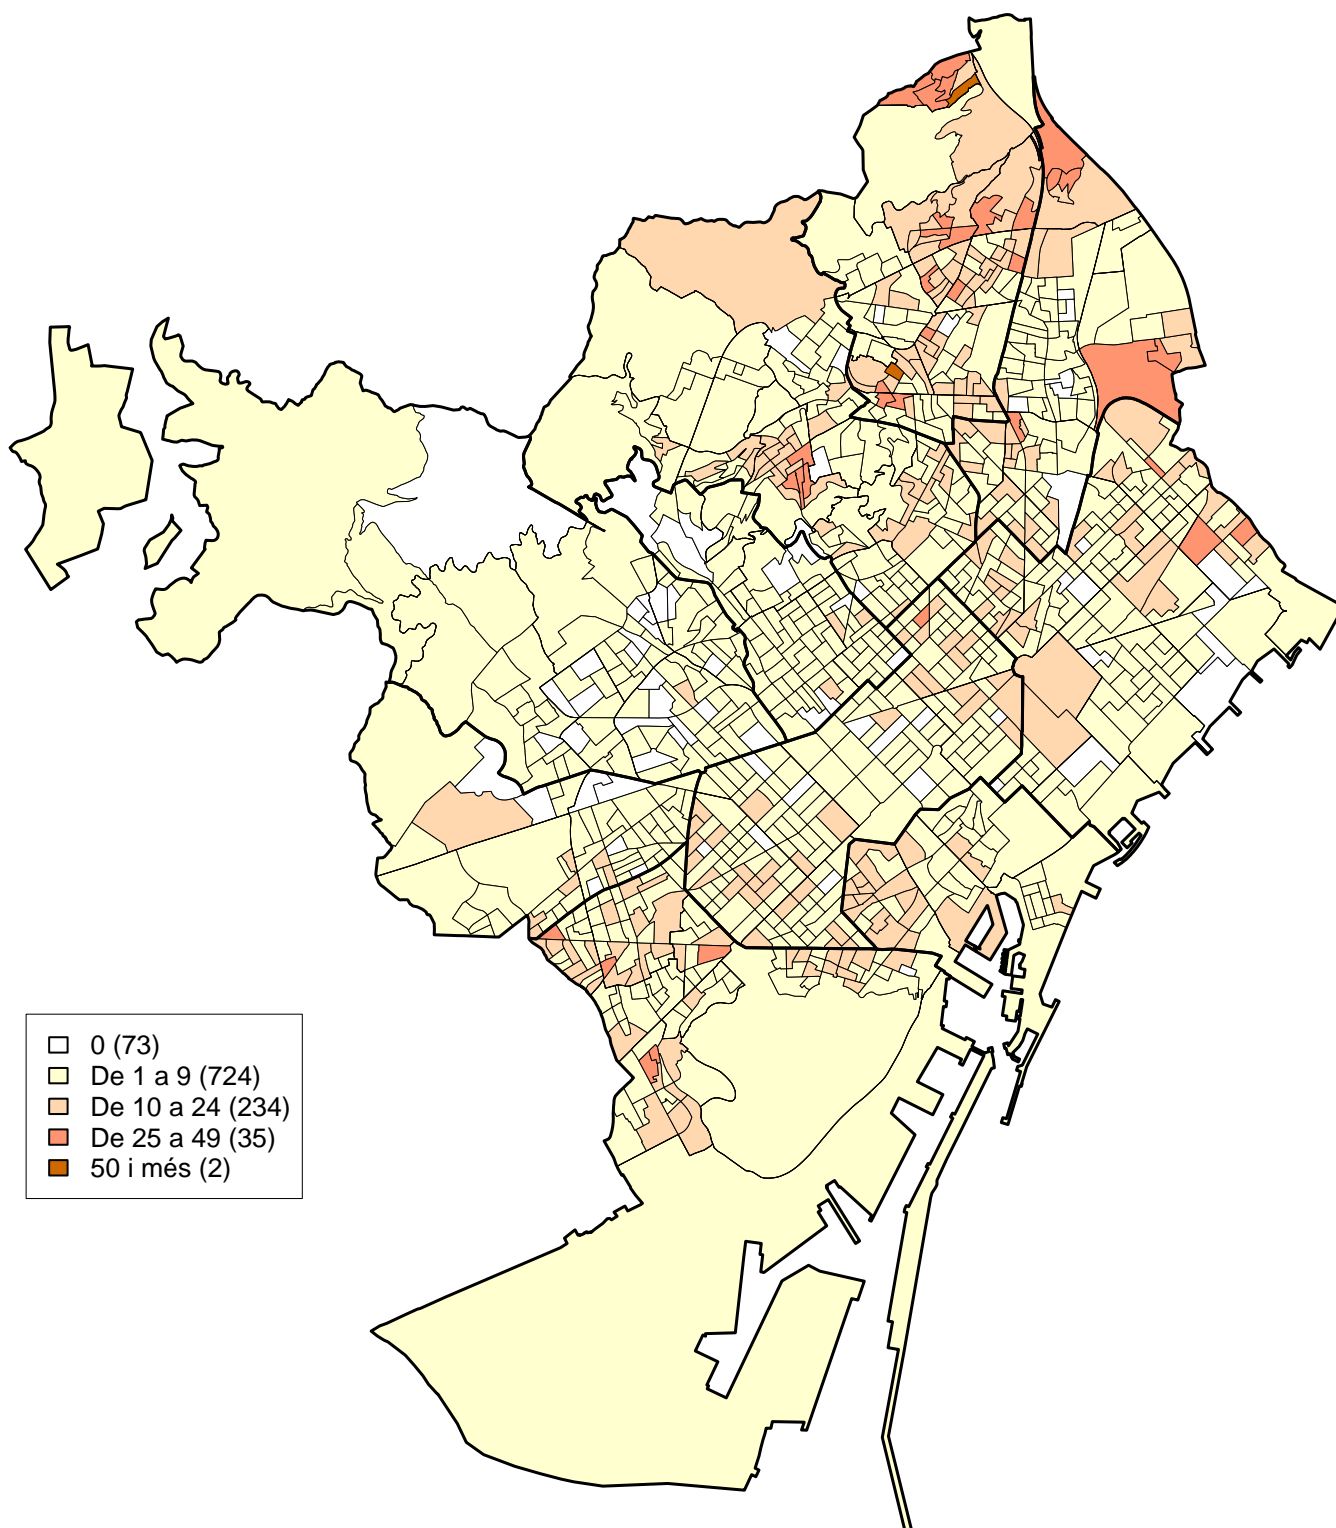 0 (73)
De 1 a 9 (724)
De 10 a 24 (234)
De 25 a 49 (35)
50 i més (2)